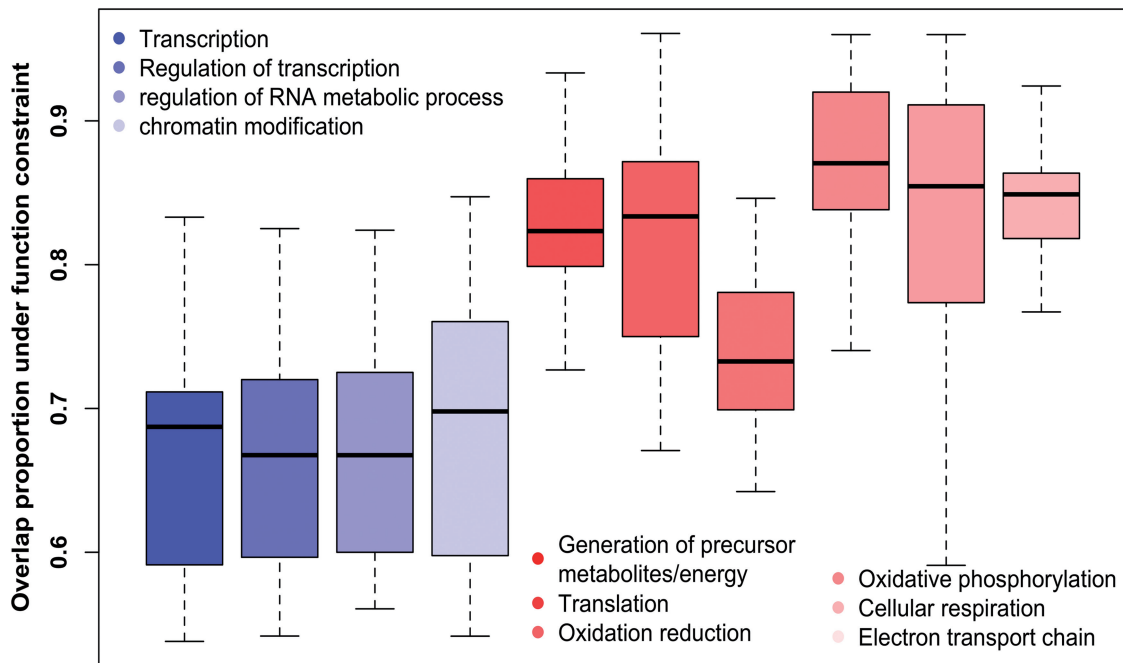 Overlap proportion under function constraint
0.9
0.8
0.7
0.6
Transcription
Regulation of transcription
regulation of RNA metabolic process
chromatin modification
Generation of precursor
metabolites/energy
Translation
Oxidation reduction
Oxidative phosphorylation
Cellular respiration
Electron transport chain